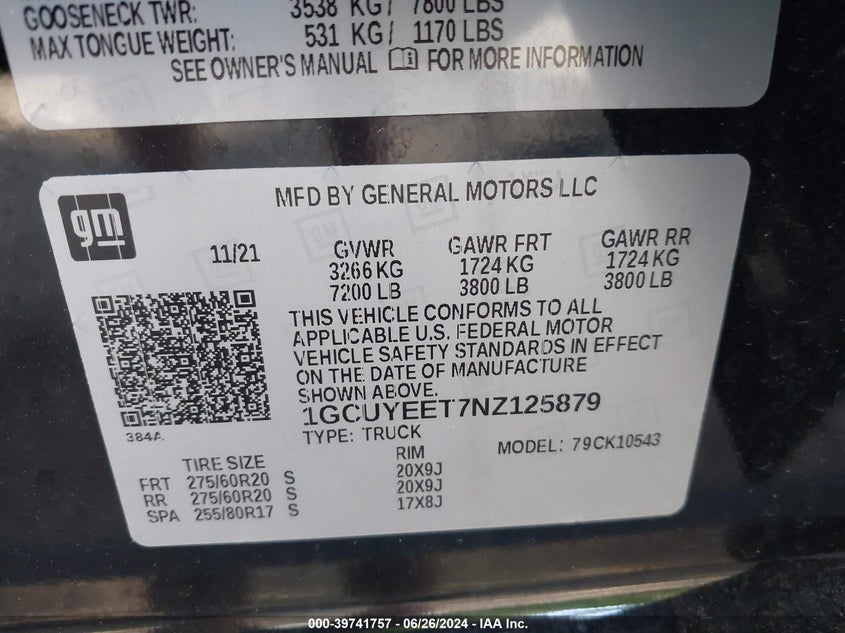 GOOSENECK TWR: 3538 KG/ 7800 LBS
MAX TONGUE WEIGHT: 531 KG/ 1170 LBS
SEE OWNER'S MANUAL FOR MORE INFORMATION
gm
MFD BY GENERAL MOTORS LLC
11/21 GVWR GAWR FRT GAWR RR
3266 KG 1724 KG 1724 KG
7200 LB 3800 LB 3800 LB
THIS VEHICLE CONFORMS TO ALL
APPLICABLE U.S. FEDERAL MOTOR
VEHICLE SAFETY STANDARDS IN EFFECT
ON THE DATE OF MANUFACTURE
SHOWN ABOVE.
1GCUYEET7NZ125879
384A
TYPE: TRUCK MODEL: 79CK10543
TIRE SIZE RIM
FRT 275/60R20 S 20X9J
RR 275/60R20 S 20X9J
SPA 255/80R17 S 17X8J
000-39741757 - 06/26/2024 - IAA Inc.